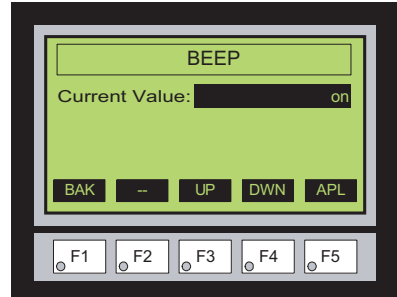 BEEP
Current Value: on
BAK -- UP DWN APL
F1 F2 F3 F4 F5